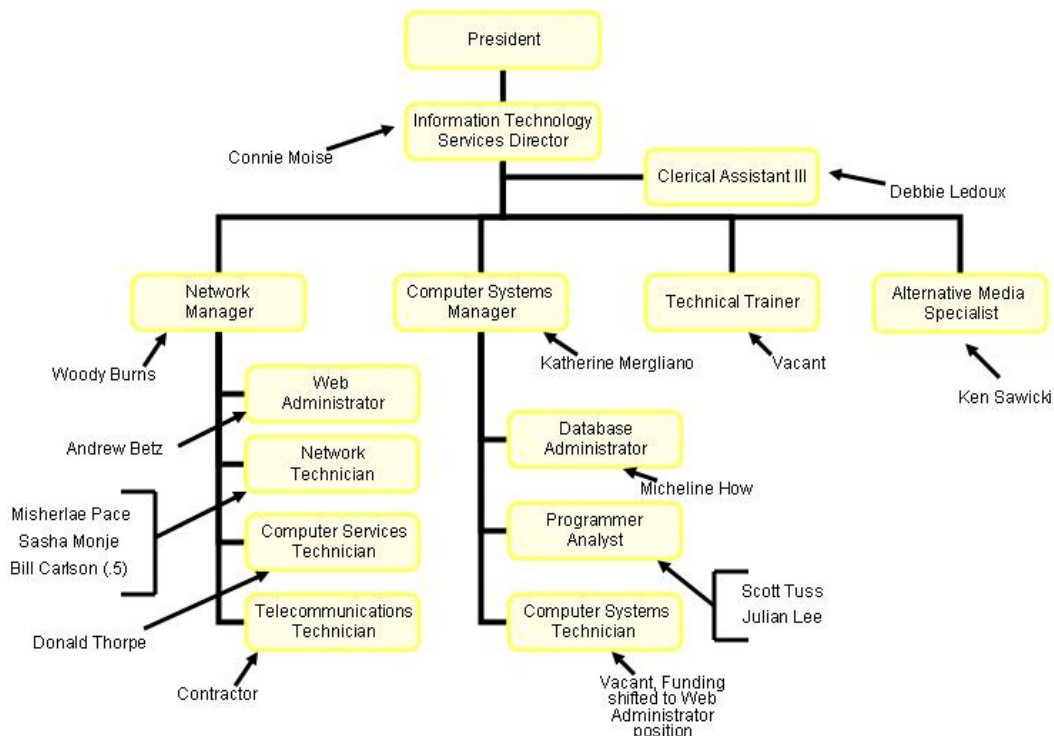 President
Information Technology
Services Director
Connie Moise
Clerical Assistant III
Debbie Ledoux
Network
Manager
Computer Systems
Manager
Technical Trainer
Alternative Media
Specialist
Woody Burns
Katherine Mergliano
Vacant
Ken Sawicki
Web
Administrator
Andrew Betz
Network
Technician
Misherlae Pace
Sasha Monje
Bill Carlson (.5)
Computer Services
Technician
Donald Thorpe
Telecommunications
Technician
Contractor
Database
Administrator
Micheline How
Programmer
Analyst
Scott Tuss
Julian Lee
Computer Systems
Technician
Vacant, Funding
shifted to Web
Administrator
position